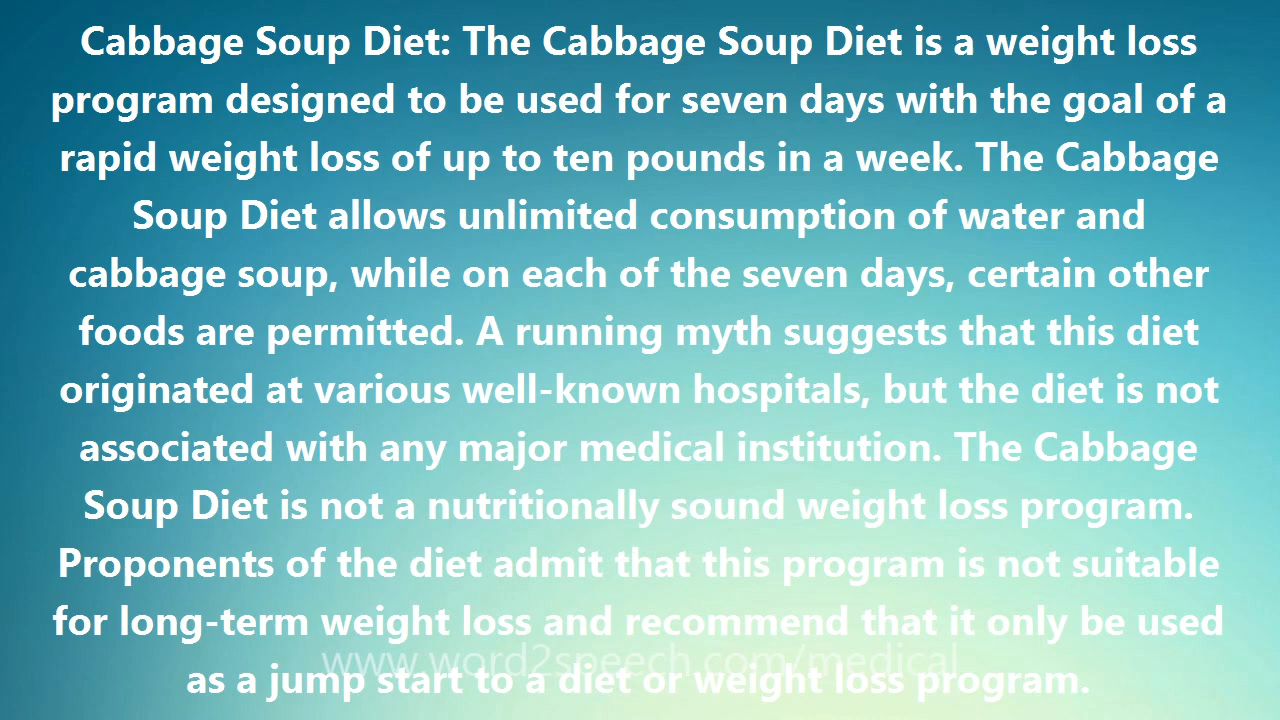 Cabbage Soup Diet: The Cabbage Soup Diet is a weight loss
program designed to be used for seven days with the goal of a
rapid weight loss of up to ten pounds in a week. The Cabbage
Soup Diet allows unlimited consumption of water and
cabbage soup, while on each of the seven days, certain other
foods are permitted. A running myth suggests that this diet
originated at various well-known hospitals, but the diet is not
associated with any major medical institution. The Cabbage
Soup Diet is not a nutritionally sound weight loss program.
Proponents of the diet admit that this program is not suitable
for long-term weight loss and recommend that it only be used
www.word2speech.com/medical
as a jump start to a diet or weight loss program.